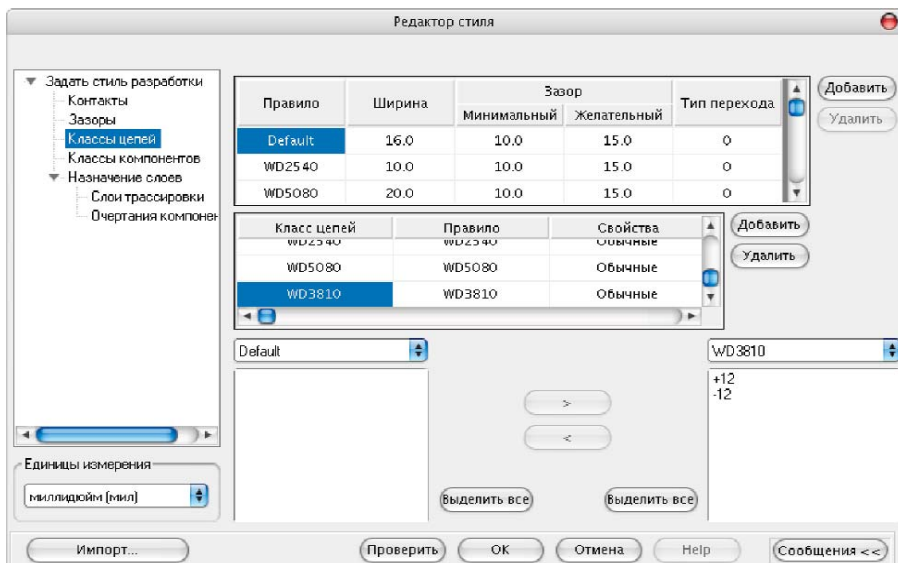 Редактор стиля
Задать стиль разработки
Контакты
Зазоры
Классы цепей
Классы компонентов
Назначение слоев
Слои трассировки
Очертания компонен
Единицы измерения
миллидюйм (мил)
Правило Ширина Зазор Тип перехода
Минимальный Желательный
Default 16.0 10.0 15.0 0
WD2540 10.0 10.0 15.0 0
WD5080 20.0 10.0 15.0 0
Добавить
Удалить
Класс цепей Правило Свойства
WD2540 WD2540 Обычные
WD5080 WD5080 Обычные
WD3810 WD3810 Обычные
Добавить
Удалить
Default
WD3810
+12
-12
>
<
Выделить все Выделить все
Импорт... Проверить OK Отмена Help Сообщения <<